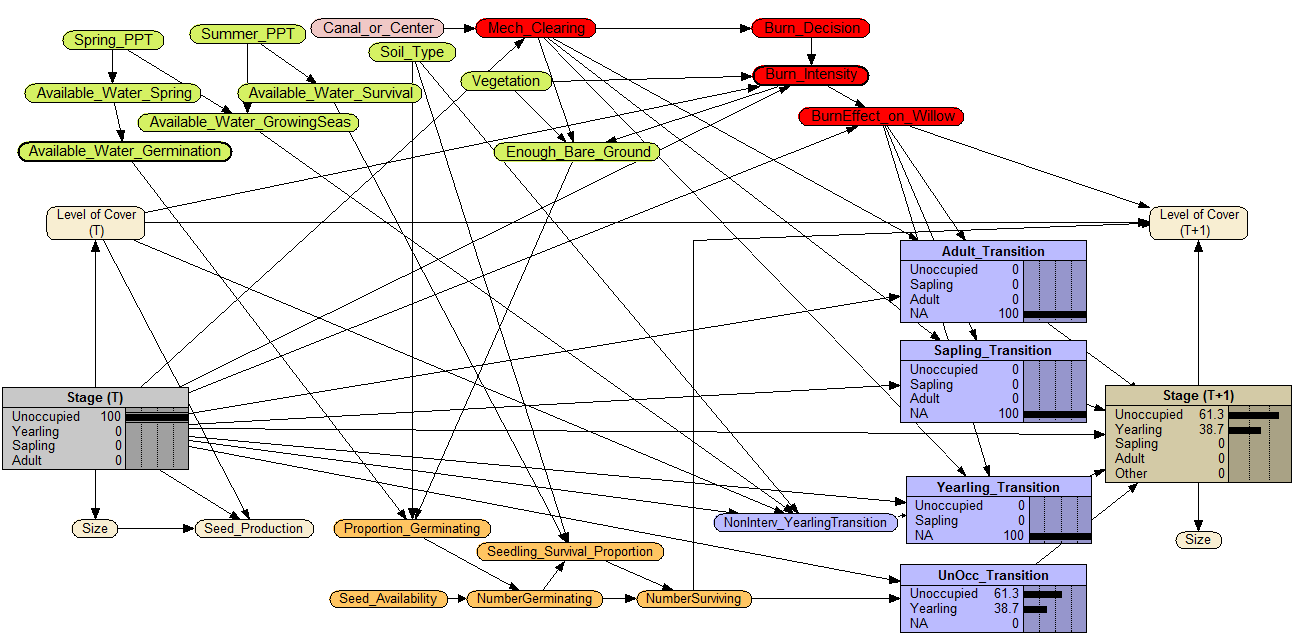 Spring_PPT
Summer_PPT
Canal_or_Center
Mech_Clearing
Burn_Decision
Soil_Type
Vegetation
Burn_Intensity
Available_Water_Spring
Available_Water_Survival
Available_Water_GrowingSeas
BurnEffect_on_Willow
Available_Water_Germination
Enough_Bare_Ground
Level of Cover
(T)
Level of Cover
(T+1)
Adult_Transition
Unoccupied 0
Sapling 0
Adult 0
NA 100
Sapling_Transition
Unoccupied 0
Sapling 0
Adult 0
NA 100
Stage (T)
Unoccupied 100
Yearling 0
Sapling 0
Adult 0
Stage (T+1)
Unoccupied 61.3
Yearling 38.7
Sapling 0
Adult 0
Other 0
Yearling_Transition
Unoccupied 0
Sapling 0
NA 100
Size
Seed_Production
Proportion_Germinating
NonInterv_YearlingTransition
Size
Seedling_Survival_Proportion
UnOcc_Transition
Unoccupied 61.3
Yearling 38.7
NA 0
Seed_Availability
NumberGerminating
NumberSurviving